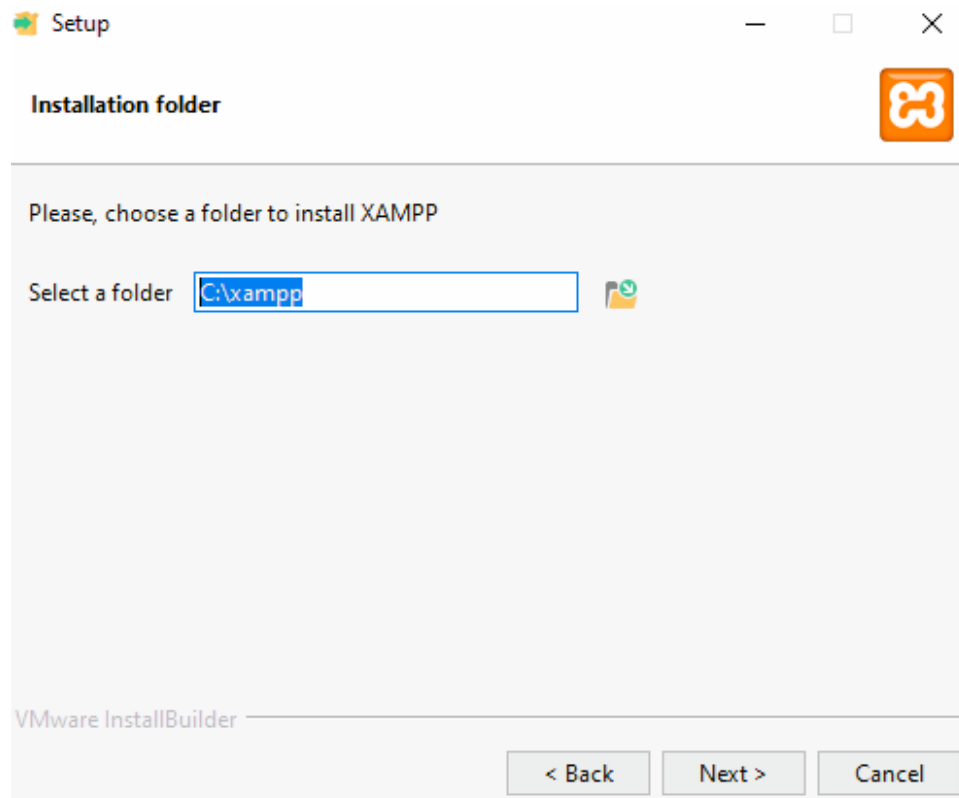 Setup
Installation folder
Please, choose a folder to install XAMPP
Select a folder C:\xampp
VMware InstallBuilder
< Back Next > Cancel